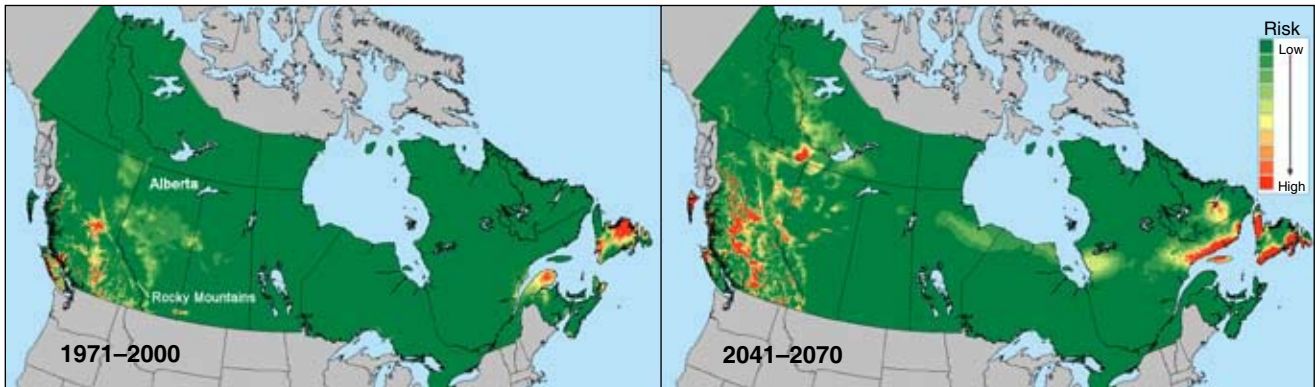 Alberta
Rocky Mountains
1971–2000
Risk
Low
High
2041–2070